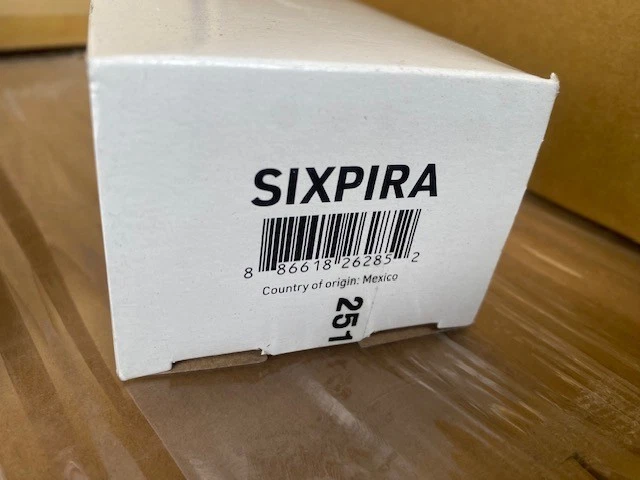 SIXPIRA
8 86618 26285 2
Country of origin: Mexico
251